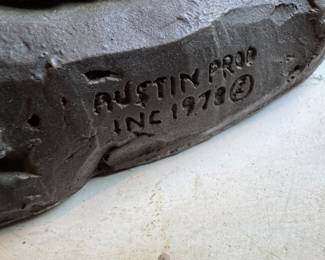 AUSTIN PROD
INC 1978 ©